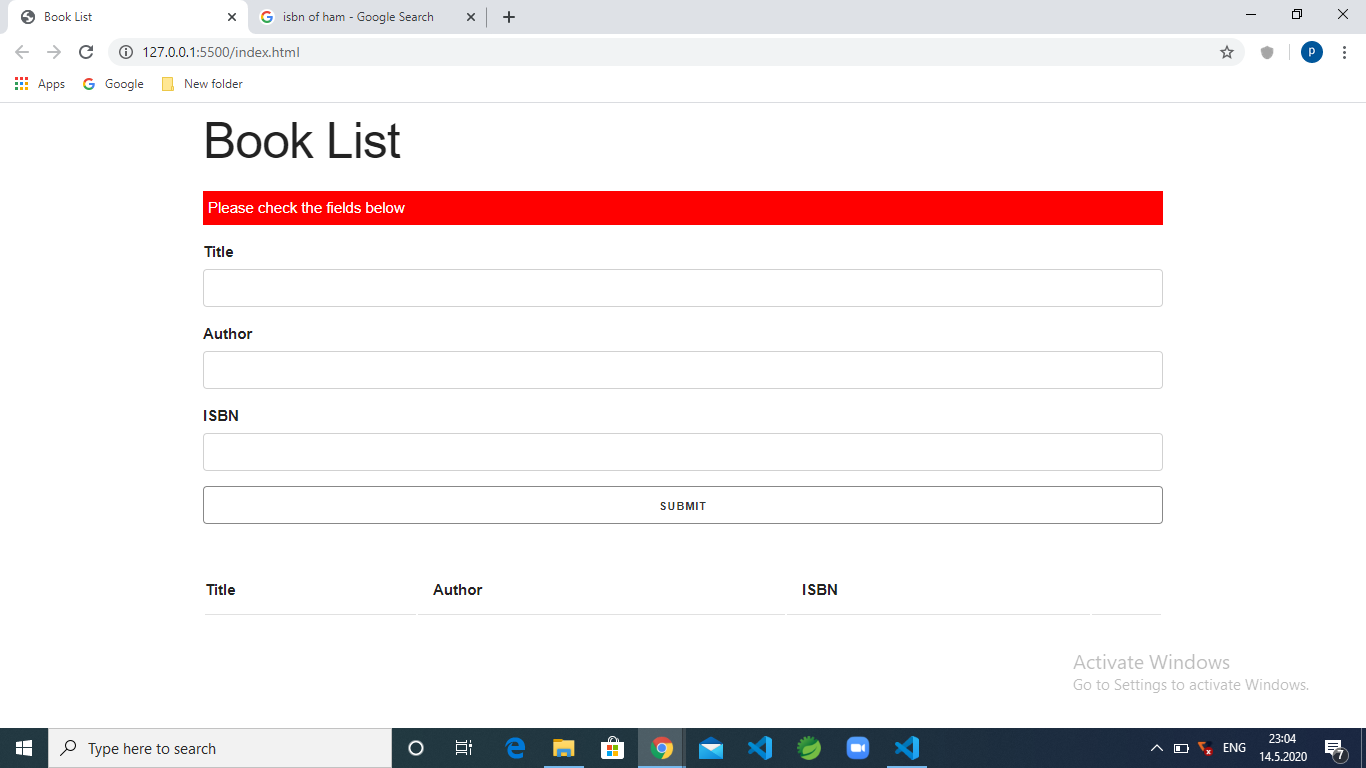 Book List
isbn of ham - Google Search
127.0.0.1:5500/index.html
P
Apps
Google
New folder
Book List
Please check the fields below
Title
Author
ISBN
SUBMIT
Title Author ISBN
Activate Windows
Go to Settings to activate Windows.
Type here to search
ENG
23:04
14.5.2020
7